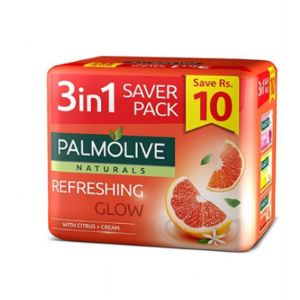 3in1 SAVER PACK
Save Rs. 10
PALMOLIVE
NATURALS
REFRESHING
GLOW
WITH CITRUS + CREAM